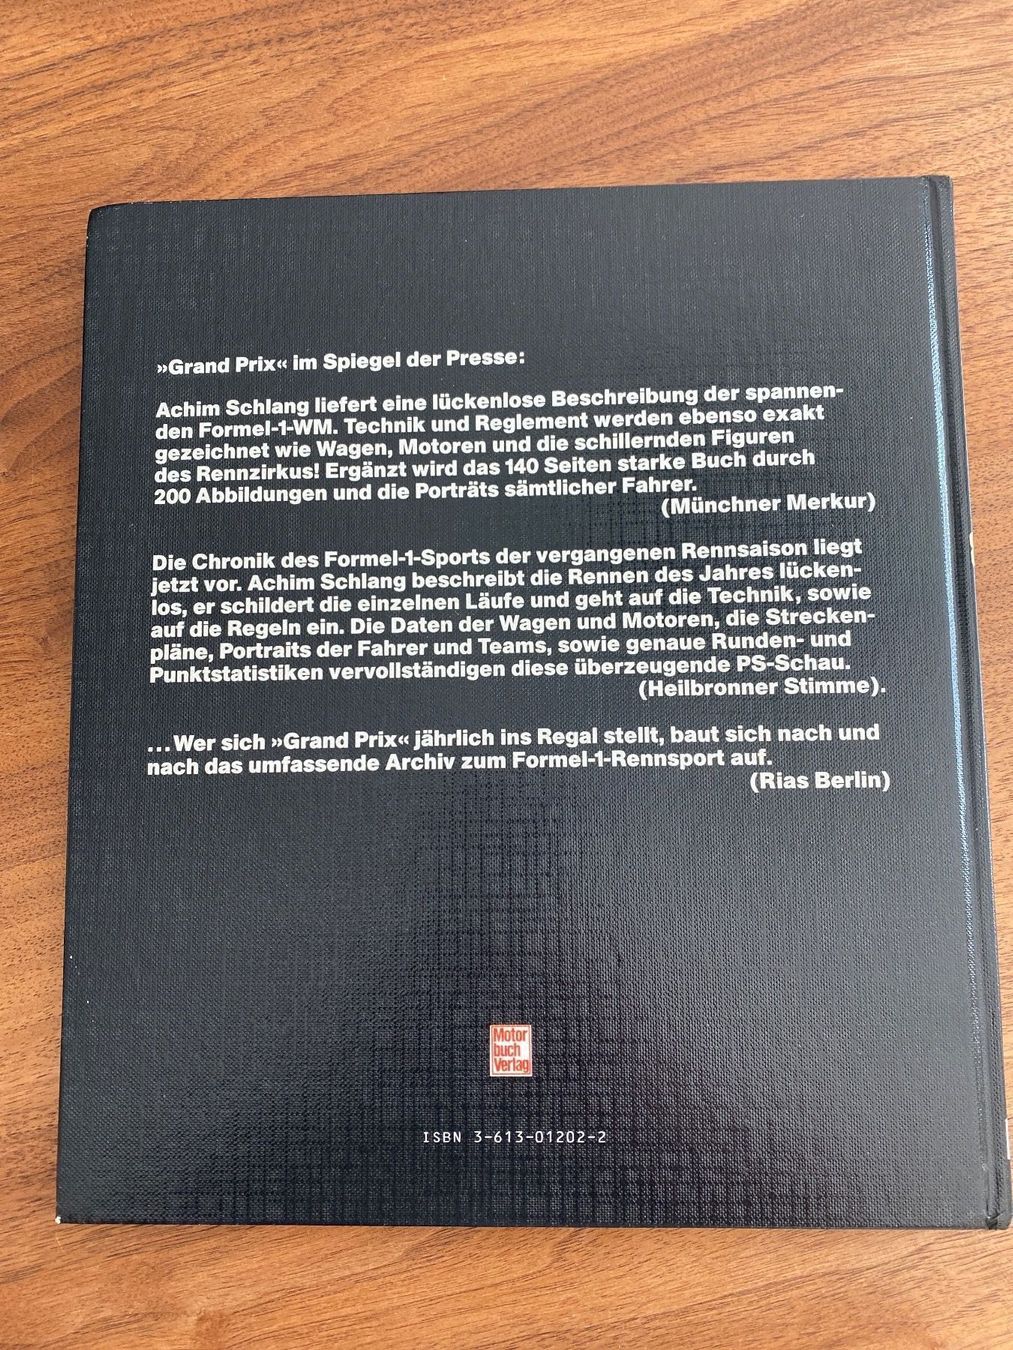 »Grand Prix« im Spiegel der Presse:
Achim Schlang liefert eine lückenlose Beschreibung der spannen-
den Formel-1-WM. Technik und Reglement werden ebenso exakt
gezeichnet wie Wagen, Motoren und die schillernden Figuren
des Rennzirkus! Ergänzt wird das 140 Seiten starke Buch durch
200 Abbildungen und die Porträts sämtlicher Fahrer.
(Münchner Merkur)
Die Chronik des Formel-1-Sports der vergangenen Rennsaison liegt
jetzt vor. Achim Schlang beschreibt die Rennen des Jahres lücken-
los, er schildert die einzelnen Läufe und geht auf die Technik, sowie
auf die Regeln ein. Die Daten der Wagen und Motoren, die Strecken-
pläne, Portraits der Fahrer und Teams, sowie genaue Runden- und
Punktstatistiken vervollständigen diese überzeugende PS-Schau.
(Heilbronner Stimme).
...Wer sich »Grand Prix« jährlich ins Regal stellt, baut sich nach und
nach das umfassende Archiv zum Formel-1-Rennsport auf.
(Rias Berlin)
Motor
buch
Verlag
ISBN 3-613-01202-2